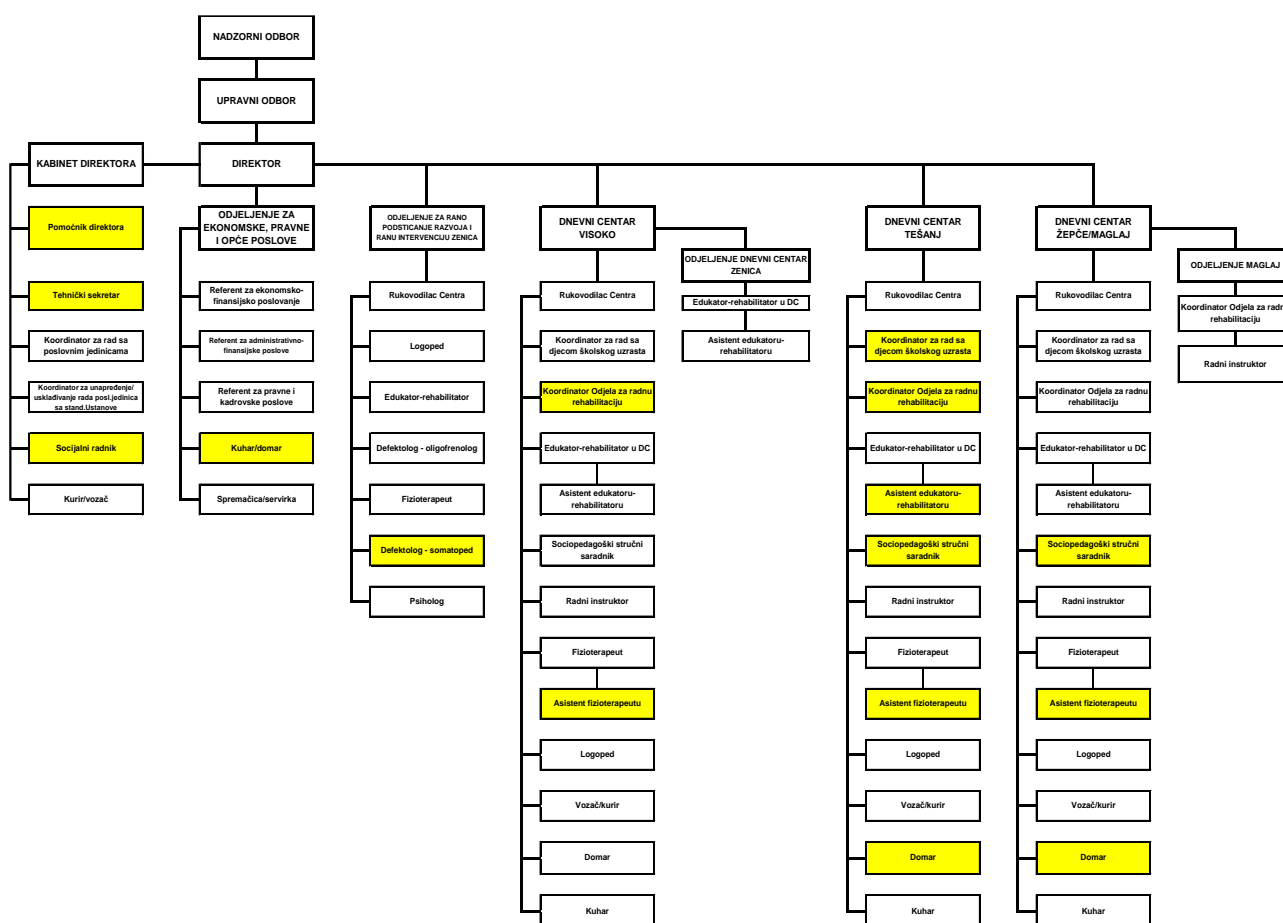 NADZORNI ODBOR
UPRAVNI ODBOR
KABINET DIREKTORA
DIREKTOR
Pomoćnik direktora
Tehnički sekretar
Koordinator za rad sa
poslovnim jedinicama
Koordinator za unapređenje/
usklađivanje rada posl.jedinica
sa stand.Ustanove
Socijalni radnik
Kurir/vozač
ODJELJENJE ZA
EKONOMSKE, PRAVNE
I OPĆE POSLOVE
Referent za ekonomsko-
finansijsko poslovanje
Referent za administrativno-
finansijske poslove
Referent za pravne i
kadrovske poslove
Kuhar/domar
Spremačica/servirka
ODJELJENJE ZA RANO
PODSTICANJE RAZVOJA I
RANU INTERVENCIJU ZENICA
Rukovodilac Centra
Logoped
Edukator-rehabilitator
Defektolog - oligofrenolog
Fizioterapeut
Defektolog - somatoped
Psiholog
DNEVNI CENTAR
VISOKO
Rukovodilac Centra
Koordinator za rad sa
djecom školskog uzrasta
Koordinator Odjela za radnu
rehabilitaciju
Edukator-rehabilitator u DC
Asistent edukatoru-
rehabilitatoru
Sociopedagoški stručni
saradnik
Radni instruktor
Fizioterapeut
Asistent fizioterapeutu
Logoped
Vozač/kurir
Domar
Kuhar
ODJELJENJE DNEVNI CENTAR
ZENICA
Edukator-rehabilitator u DC
Asistent edukatoru-
rehabilitatoru
DNEVNI CENTAR
TEŠANJ
Rukovodilac Centra
Koordinator za rad sa
djecom školskog uzrasta
Koordinator Odjela za radnu
rehabilitaciju
Edukator-rehabilitator u DC
Asistent edukatoru-
rehabilitatoru
Sociopedagoški stručni
saradnik
Radni instruktor
Fizioterapeut
Asistent fizioterapeutu
Logoped
Vozač/kurir
Domar
Kuhar
DNEVNI CENTAR
ŽEPČE/MAGLAJ
Rukovodilac Centra
Koordinator za rad sa
djecom školskog uzrasta
Koordinator Odjela za radnu
rehabilitaciju
Edukator-rehabilitator u DC
Asistent edukatoru-
rehabilitatoru
Sociopedagoški stručni
saradnik
Radni instruktor
Fizioterapeut
Asistent fizioterapeutu
Logoped
Vozač/kurir
Domar
Kuhar
ODJELJENJE MAGLAJ
Koordinator Odjela za radnu
rehabilitaciju
Radni instruktor